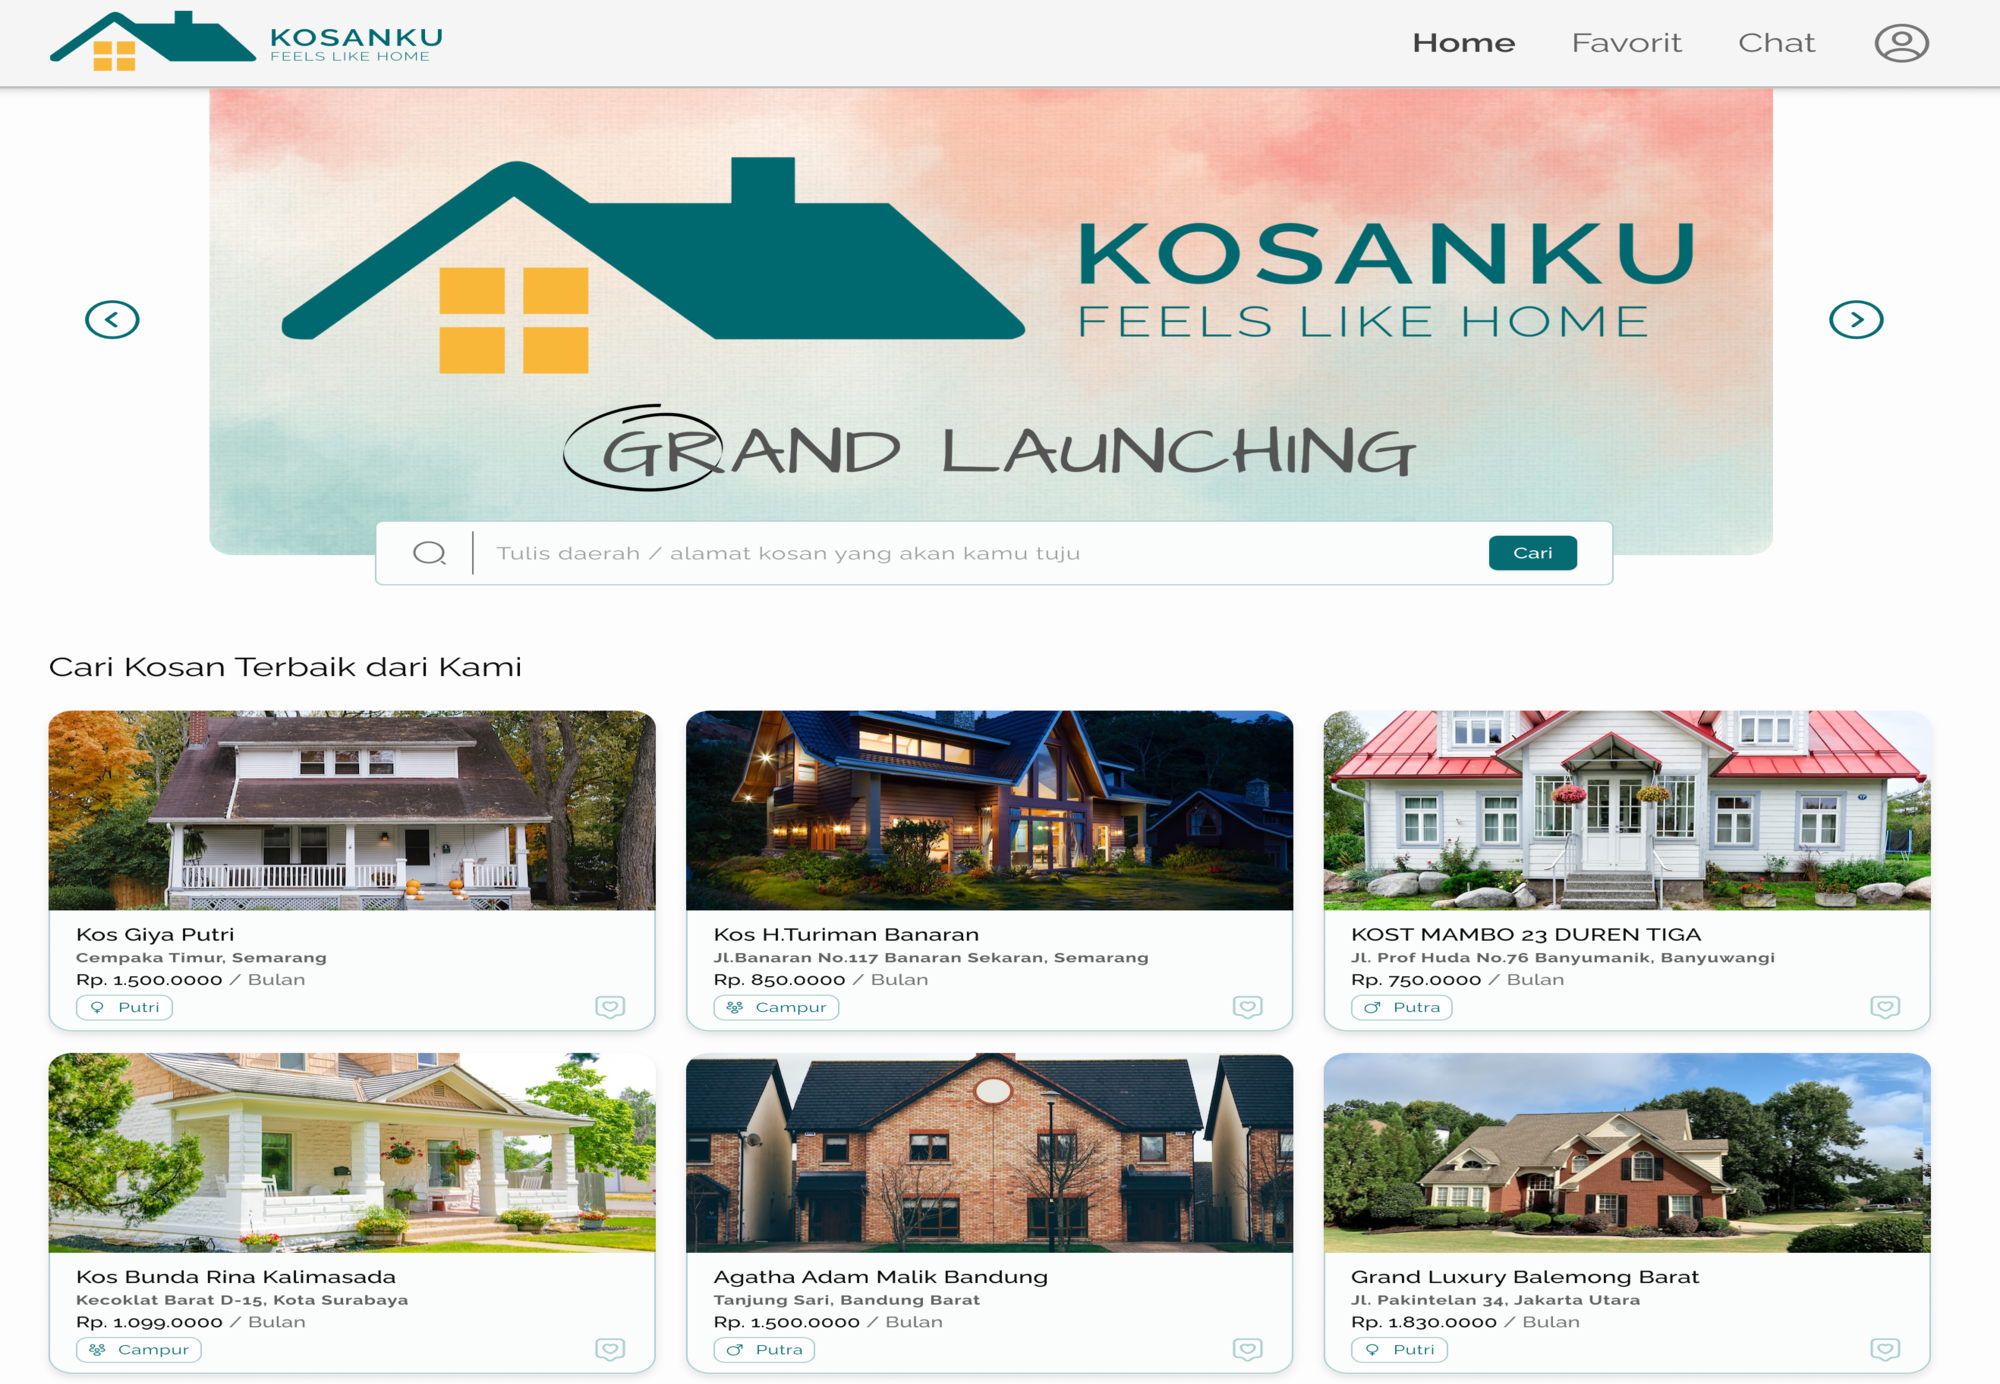 KOSANKU
FEELS LIKE HOME
Home
Favorit
Chat
KOSANKU
FEELS LIKE HOME
GRAND LAUNCHING
Tulis daerah / alamat kosan yang akan kamu tuju
Cari
Cari Kosan Terbaik dari Kami
Kos Giya Putri
Cempaka Timur, Semarang
Rp. 1.500.0000 / Bulan
Putri
Kos H.Turiman Banaran
Jl.Banaran No.117 Banaran Sekaran, Semarang
Rp. 850.0000 / Bulan
Campur
KOST MAMBO 23 DUREN TIGA
Jl. Prof Huda No.76 Banyumanik, Banyuwangi
Rp. 750.0000 / Bulan
Putra
Kos Bunda Rina Kalimasada
Kecoklat Barat D-15, Kota Surabaya
Rp. 1.099.0000 / Bulan
Campur
Agatha Adam Malik Bandung
Tanjung Sari, Bandung Barat
Rp. 1.500.0000 / Bulan
Putra
Grand Luxury Balemong Barat
Jl. Pakintelan 34, Jakarta Utara
Rp. 1.830.0000 / Bulan
Putri